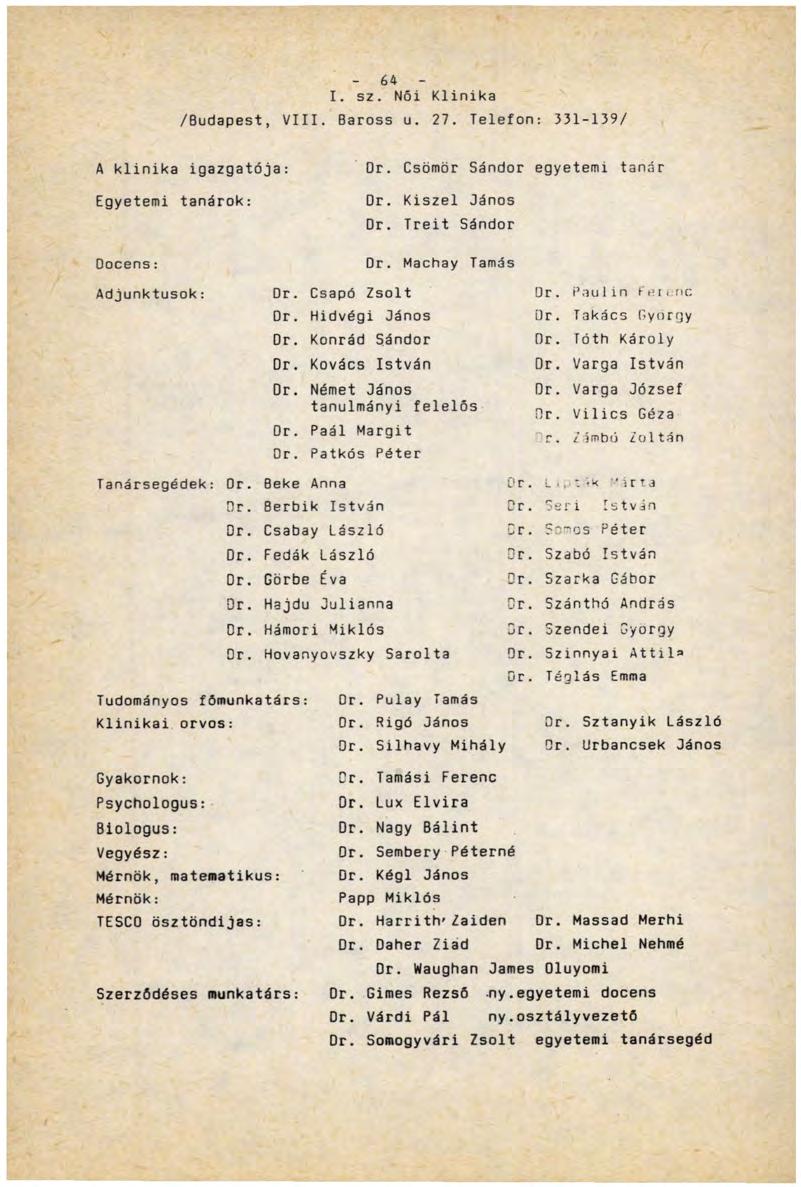 - 64 -
I. sz. Női Klinika
/Budapest, VIII. Baross u. 27. Telefon: 331-139/
A klinika igazgatója: Dr. Csömör Sándor egyetemi tanár
Egyetemi tanárok: Dr. Kiszel János
Dr. Treit Sándor
Docens: Dr. Machay Tamás
Adjunktusok: Dr. Csapó Zsolt Dr. Paulin Ferenc
Dr. Hidvégi János Dr. Takács György
Dr. Konrád Sándor Dr. Tóth Károly
Dr. Kovács István Dr. Varga István
Dr. Német János Dr. Varga József
tanulmányi felelős Dr. Vilics Géza
Dr. Paál Margit Dr. Zámbó Zoltán
Dr. Patkós Péter
Tanársegédek: Dr. Beke Anna Dr. Lipták Márta
Dr. Berbik István Dr. Seri István
Dr. Csabay László Dr. Somos Péter
Dr. Fedák László Dr. Szabó István
Dr. Görbe Éva Dr. Szarka Gábor
Dr. Hajdu Julianna Dr. Szánthó András
Dr. Hámori Miklós Dr. Szendei György
Dr. Hovanyovszky Sarolta Dr. Szinnyai Attila
Dr. Téglás Emma
Tudományos főmunkatárs: Dr. Pulay Tamás
Klinikai orvos: Dr. Rigó János Dr. Sztanyik László
Dr. Silhavy Mihály Dr. Urbancsek János
Gyakornok: Dr. Tamási Ferenc
Psychologus: Dr. Lux Elvira
Biologus: Dr. Nagy Bálint
Vegyész: Dr. Sembery Péterné
Mérnök, matematikus: Dr. Kégl János
Mérnök: Papp Miklós
TESCO ösztöndijas: Dr. Harrith Zaiden Dr. Massad Merhi
Dr. Daher Ziad Dr. Michel Nehmé
Dr. Waughan James Oluyomi
Szerződéses munkatárs: Dr. Gimes Rezső ny.egyetemi docens
Dr. Várdi Pál ny.osztályvezető
Dr. Somogyvári Zsolt egyetemi tanársegéd